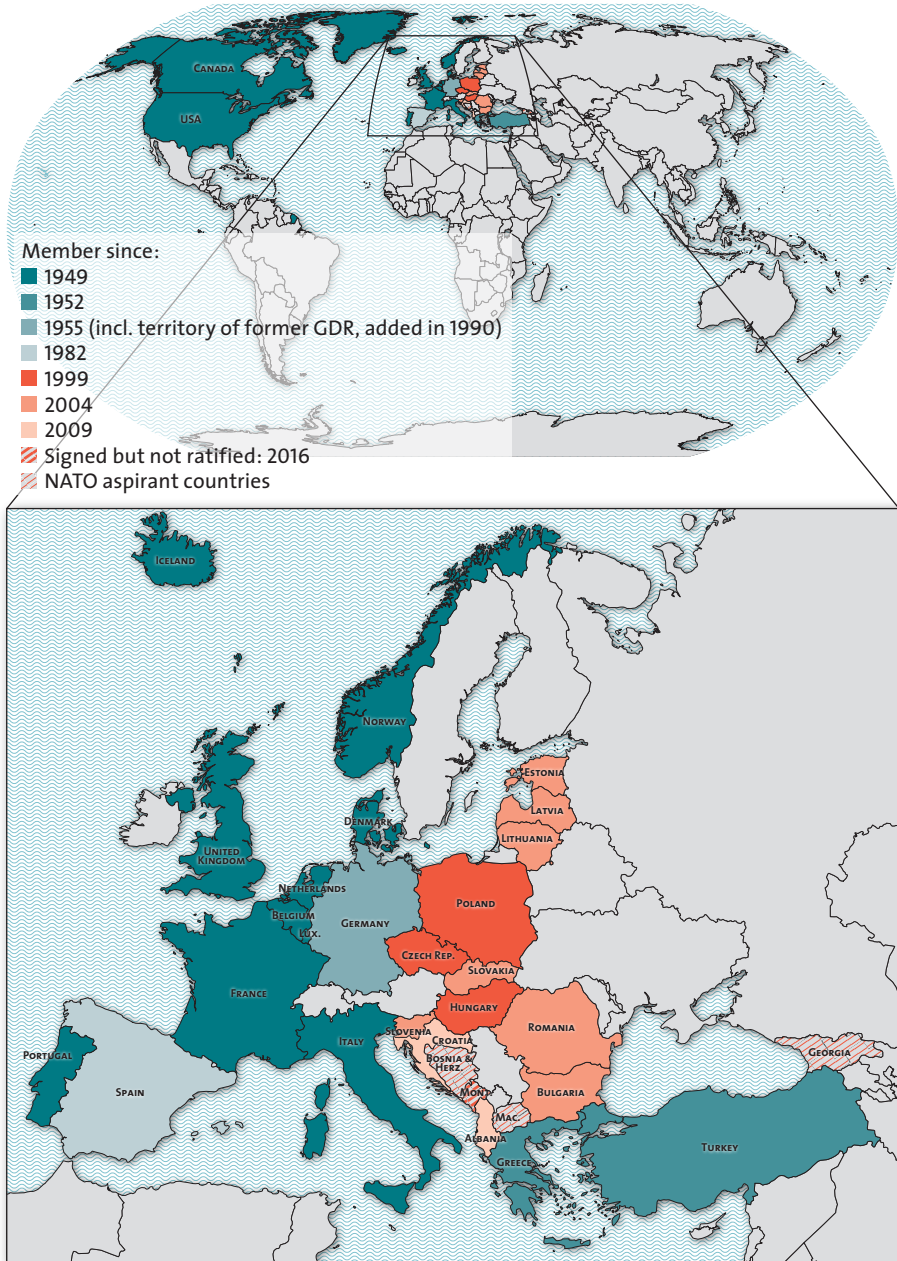 CANADA
USA
Member since:
1949
1952
1955 (incl. territory of former GDR, added in 1990)
1982
1999
2004
2009
Signed but not ratified: 2016
NATO aspirant countries
ICELAND
NORWAY
ESTONIA
LATVIA
LITHUANIA
DENMARK
UNITED
KINGDOM
NETHERLANDS
BELGIUM
LUX.
GERMANY
POLAND
CZECH REP.
SLOVAKIA
FRANCE
HUNGARY
ROMANIA
SLOVENIA
CROATIA
ITALY
BOSNIA &
HERZ.
GEORGIA
PORTUGAL
SPAIN
MONT.
BULGARIA
MAC.
ALBANIA
GREECE
TURKEY